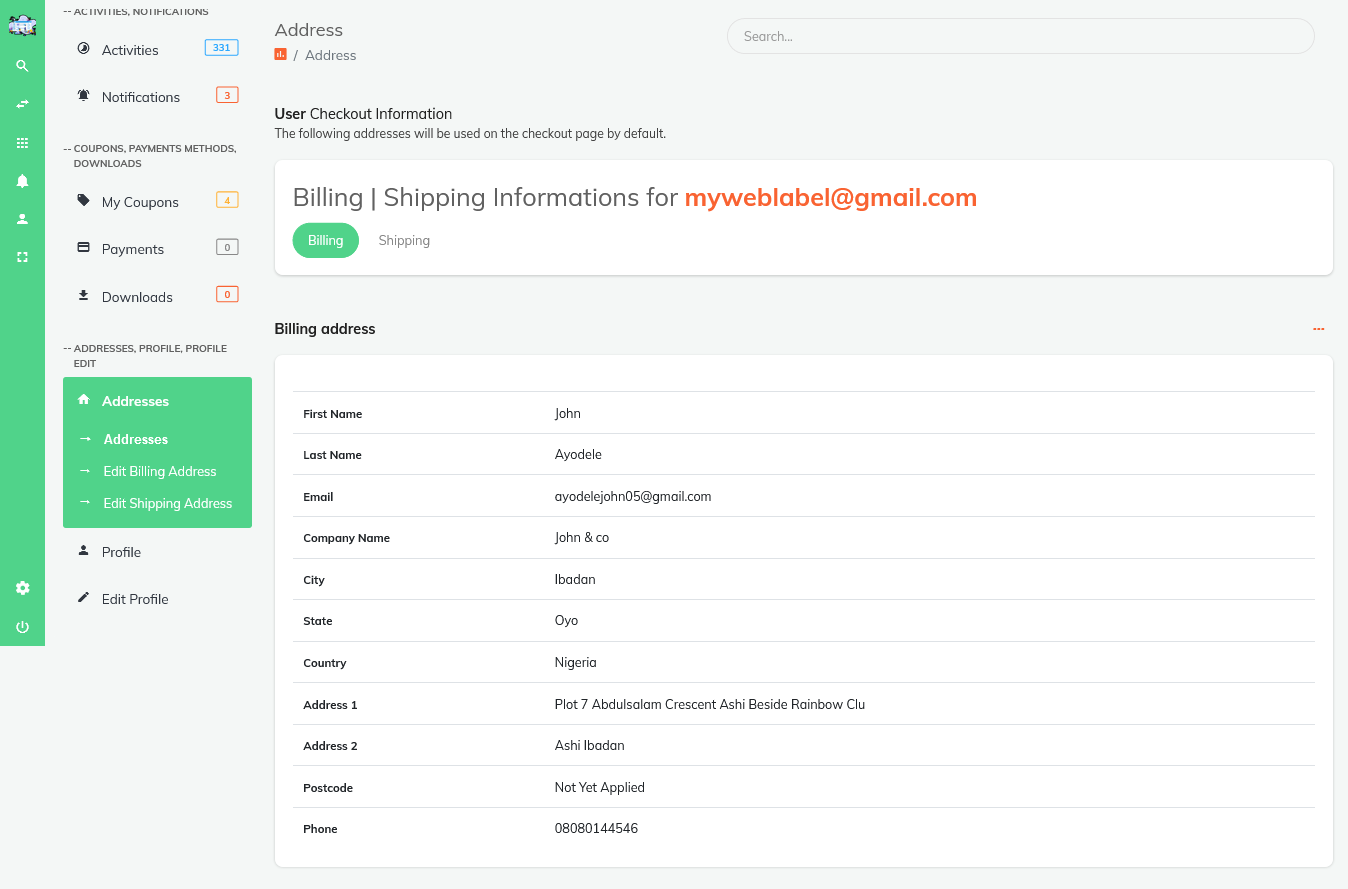 -- ACTIVITIES, NOTIFICATIONS
Activities 331
Notifications 3
-- COUPONS, PAYMENTS METHODS,
DOWNLOADS
My Coupons 4
Payments 0
Downloads 0
-- ADDRESSES, PROFILE, PROFILE
EDIT
Addresses
Addresses
Edit Billing Address
Edit Shipping Address
Profile
Edit Profile
Address
/ Address
Search...
User Checkout Information
The following addresses will be used on the checkout page by default.
Billing | Shipping Informations for myweblabel@gmail.com
Billing Shipping
Billing address
First Name John
Last Name Ayodele
Email ayodelejohn05@gmail.com
Company Name John & co
City Ibadan
State Oyo
Country Nigeria
Address 1 Plot 7 Abdulsalam Crescent Ashi Beside Rainbow Clu
Address 2 Ashi Ibadan
Postcode Not Yet Applied
Phone 08080144546